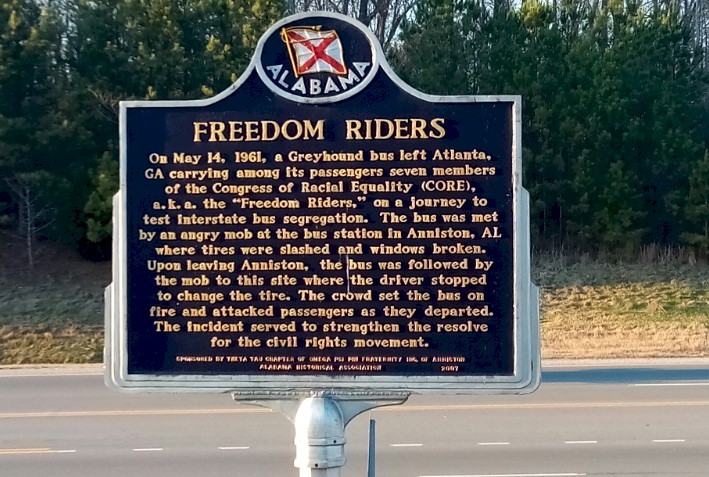 ALABAMA
FREEDOM RIDERS
On May 14, 1961, a Greyhound bus left Atlanta,
GA carrying among its passengers seven members
of the Congress of Racial Equality (CORE),
a.k.a. the "Freedom Riders," on a journey to
test interstate bus segregation. The bus was met
by an angry mob at the bus station in Anniston, AL
where tires were slashed and windows broken.
Upon leaving Anniston, the bus was followed by
the mob to this site where the driver stopped
to change the tire. The crowd set the bus on
fire and attacked passengers as they departed.
The incident served to strengthen the resolve
for the civil rights movement.
SPONSORED BY THETA TAU CHAPTER OF OMEGA PSI PHI FRATERNITY INC. OF ANNISTON
ALABAMA HISTORICAL ASSOCIATION 2007